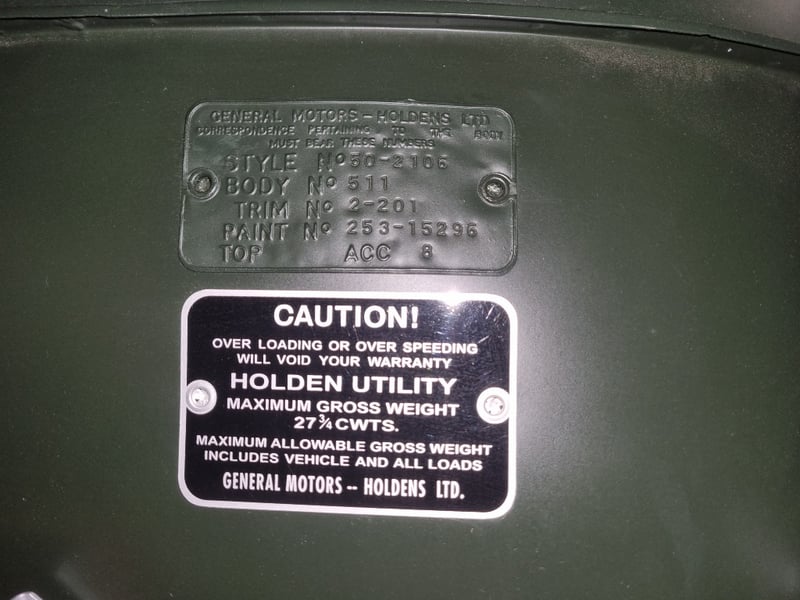 GENERAL MOTORS - HOLDENS LTD
CORRESPONDENCE PERTAINING TO THE BODY
MUST BEAR THESE NUMBERS
STYLE Nº 50-2106
BODY Nº 511
TRIM Nº 2-201
PAINT Nº 253-15296
TOP ACC 8
CAUTION!
OVER LOADING OR OVER SPEEDING
WILL VOID YOUR WARRANTY
HOLDEN UTILITY
MAXIMUM GROSS WEIGHT
27 ¾ CWTS.
MAXIMUM ALLOWABLE GROSS WEIGHT
INCLUDES VEHICLE AND ALL LOADS
GENERAL MOTORS -- HOLDENS LTD.